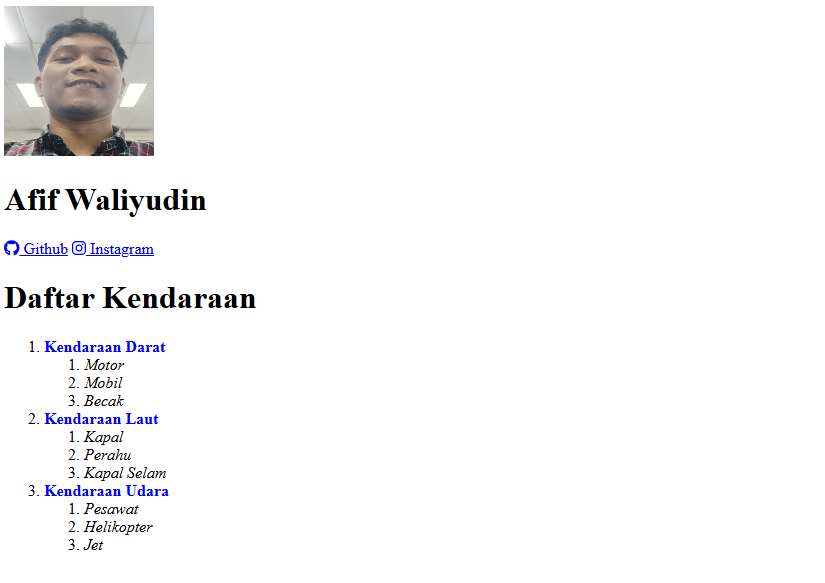 Afif Waliyudin
Github Instagram
Daftar Kendaraan
1. Kendaraan Darat
1. Motor
2. Mobil
3. Becak
2. Kendaraan Laut
1. Kapal
2. Perahu
3. Kapal Selam
3. Kendaraan Udara
1. Pesawat
2. Helikopter
3. Jet